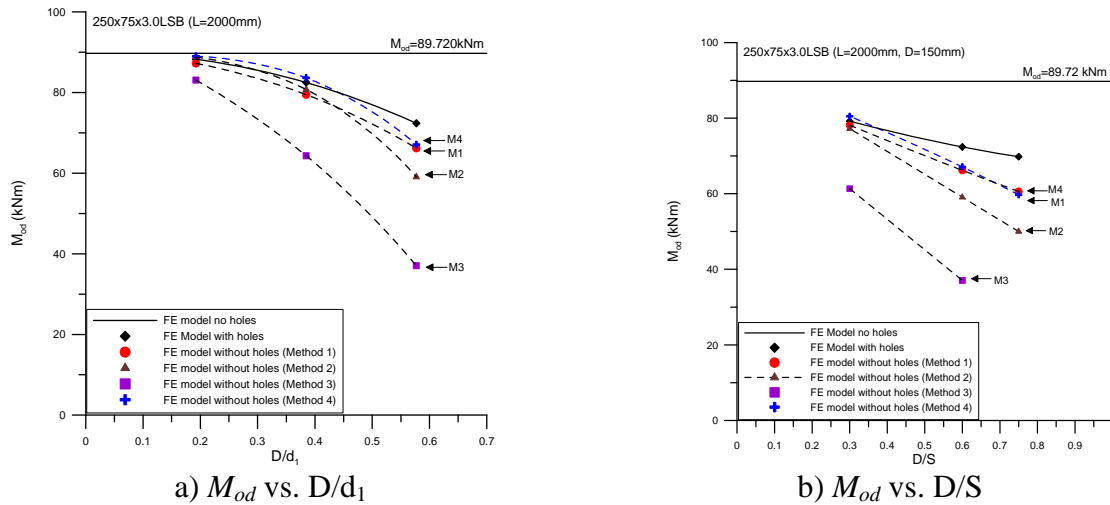 250x75x3.0LSB (L=2000mm)
M_od=89.720kNm
100
80
60
40
20
0
M_od (kNm)
M4
M1
M2
M3
FE model no holes
FE Model with holes
FE model without holes (Method 1)
FE model without holes (Method 2)
FE model without holes (Method 3)
FE model without holes (Method 4)
0 0.1 0.2 0.3 0.4 0.5 0.6 0.7
D/d₁
a) M_od vs. D/d₁
250x75x3.0LSB (L=2000mm, D=150mm)
M_od=89.72 kNm
100
80
60
40
20
0
M_od (kNm)
M4
M1
M2
M3
FE model no holes
FE Model with holes
FE model without holes (Method 1)
FE model without holes (Method 2)
FE model without holes (Method 3)
FE model without holes (Method 4)
0 0.1 0.2 0.3 0.4 0.5 0.6 0.7 0.8 0.9
D/S
b) M_od vs. D/S